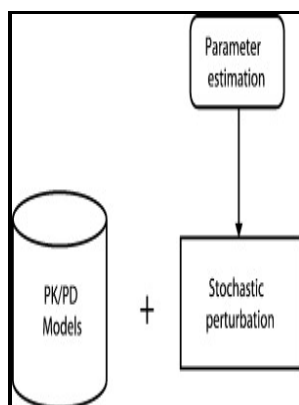 Parameter
estimation
PK/PD
Models
+
Stochastic
perturbation